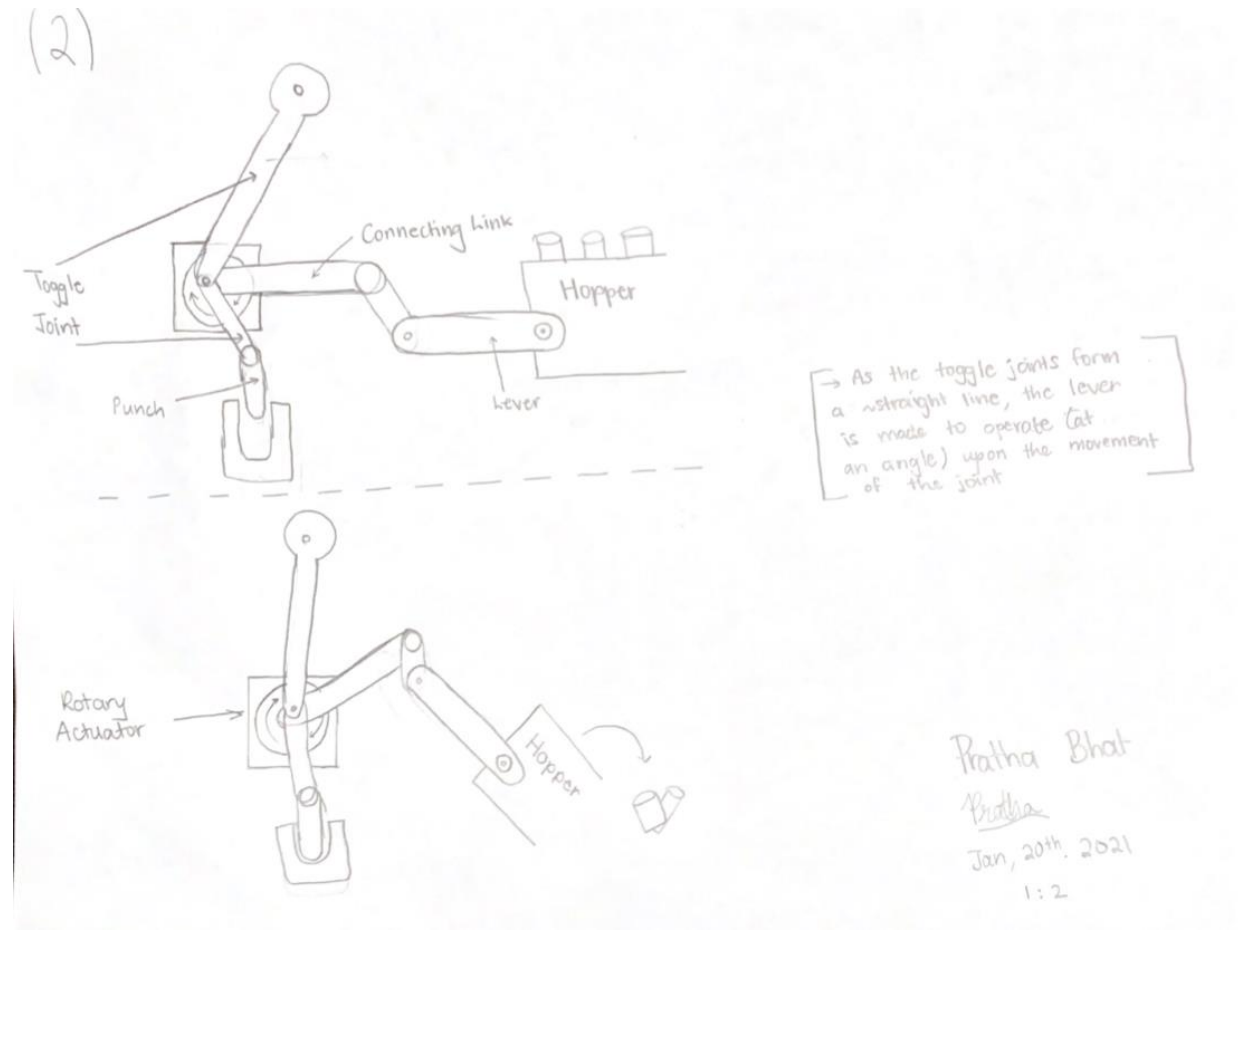 (2)
Connecting Link
Toggle
Joint
Hopper
Punch
Lever
→ As the toggle joints form
a ~straight line, the lever
is made to operate (at
an angle) upon the movement
of the joint
Rotary
Actuator
Hopper
Pratha Bhat
Pratha
Jan, 20th. 2021
1:2